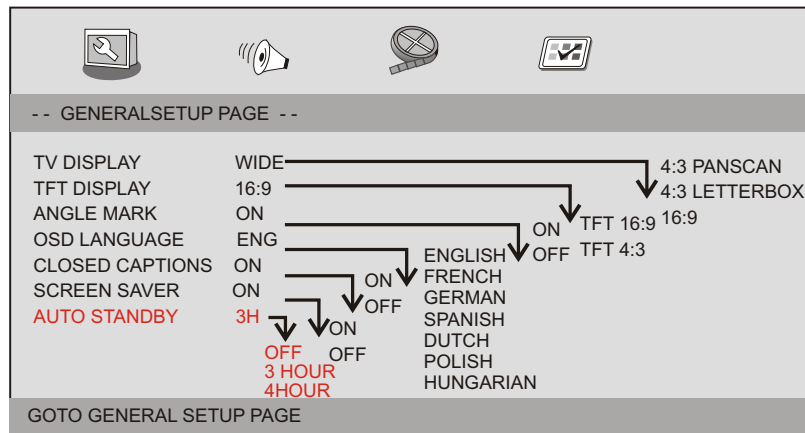 -- GENERALSETUP PAGE --
TV DISPLAY WIDE
TFT DISPLAY 16:9
ANGLE MARK ON
OSD LANGUAGE ENG
CLOSED CAPTIONS ON
SCREEN SAVER ON
AUTO STANDBY 3H
4:3 PANSCAN
4:3 LETTERBOX
16:9
TFT 16:9
TFT 4:3
ON
OFF
ENGLISH
FRENCH
GERMAN
SPANISH
DUTCH
POLISH
HUNGARIAN
ON
OFF
ON
OFF
OFF
3 HOUR
4HOUR
GOTO GENERAL SETUP PAGE